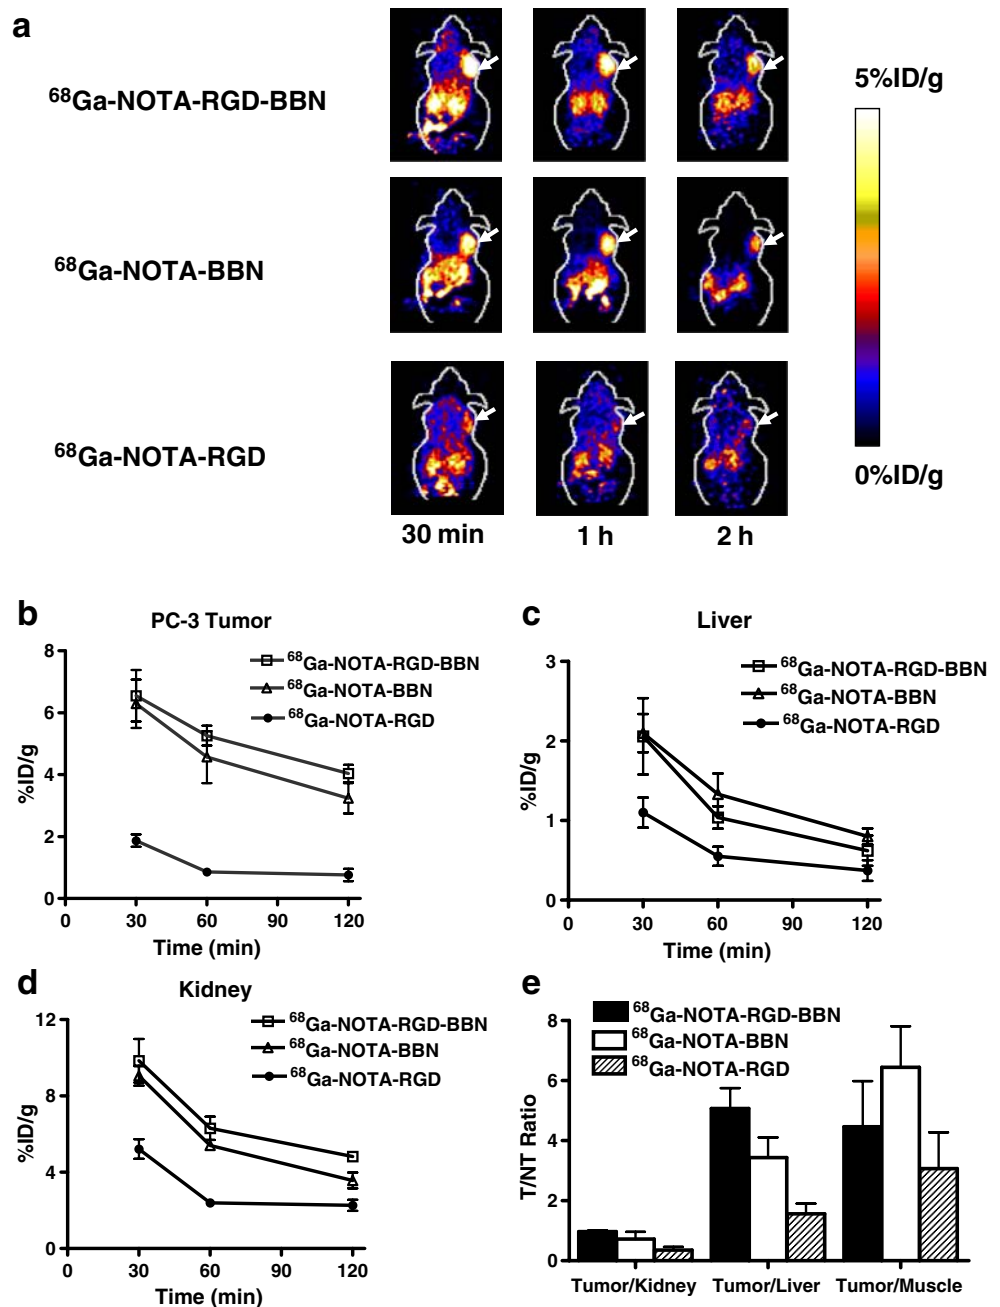 a
⁶⁸Ga-NOTA-RGD-BBN
5%ID/g
⁶⁸Ga-NOTA-BBN
⁶⁸Ga-NOTA-RGD
0%ID/g
30 min 1 h 2 h
b
PC-3 Tumor
⁶⁸Ga-NOTA-RGD-BBN
⁶⁸Ga-NOTA-BBN
⁶⁸Ga-NOTA-RGD
8
6
4
2
0
%ID/g
0 30 60 90 120
Time (min)
c
Liver
⁶⁸Ga-NOTA-RGD-BBN
⁶⁸Ga-NOTA-BBN
⁶⁸Ga-NOTA-RGD
3
2
1
0
%ID/g
0 30 60 90 120
Time (min)
d
Kidney
⁶⁸Ga-NOTA-RGD-BBN
⁶⁸Ga-NOTA-BBN
⁶⁸Ga-NOTA-RGD
12
8
4
0
%ID/g
0 30 60 90 120
Time (min)
e
⁶⁸Ga-NOTA-RGD-BBN
⁶⁸Ga-NOTA-BBN
⁶⁸Ga-NOTA-RGD
8
6
4
2
0
T/NT Ratio
Tumor/Kidney Tumor/Liver Tumor/Muscle